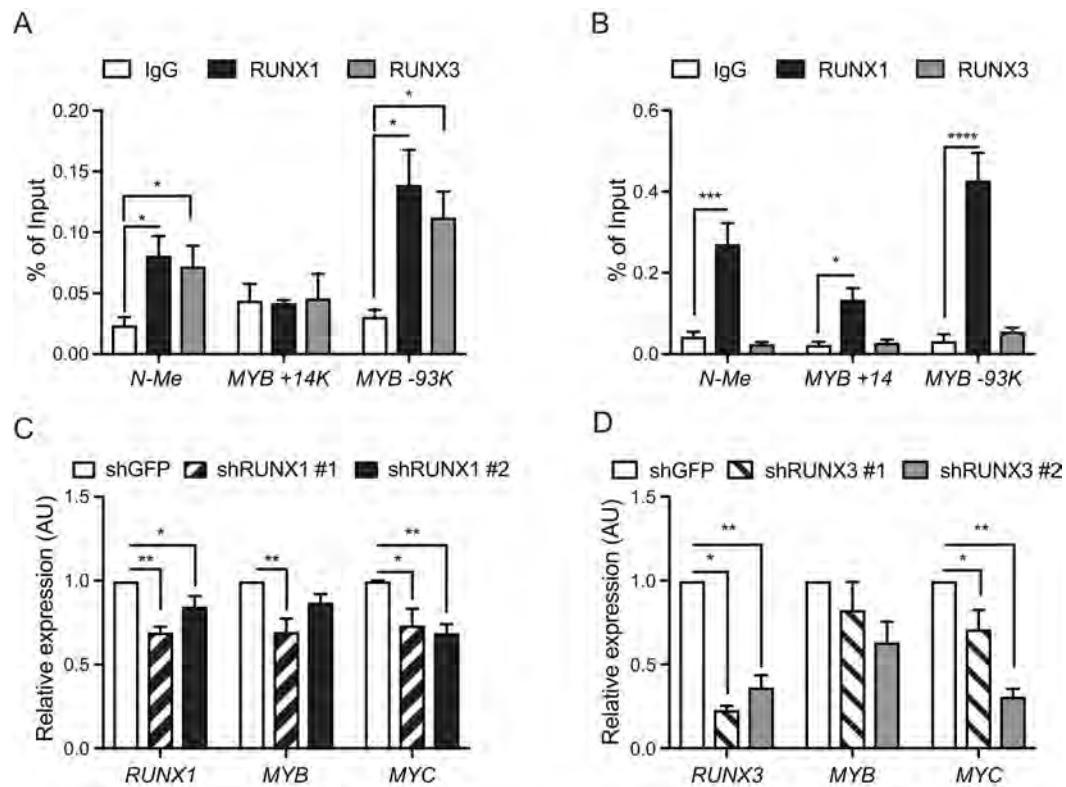 A
IgG RUNX1 RUNX3
% of Input
0.20
0.15
0.10
0.05
0.00
* * * *
N-Me MYB +14K MYB -93K
B
IgG RUNX1 RUNX3
% of Input
0.6
0.4
0.2
0.0
*** * ****
N-Me MYB +14 MYB -93K
C
shGFP shRUNX1 #1 shRUNX1 #2
Relative expression (AU)
1.5
1.0
0.5
0.0
* ** ** ** *
RUNX1 MYB MYC
D
shGFP shRUNX3 #1 shRUNX3 #2
Relative expression (AU)
1.5
1.0
0.5
0.0
** * ** *
RUNX3 MYB MYC